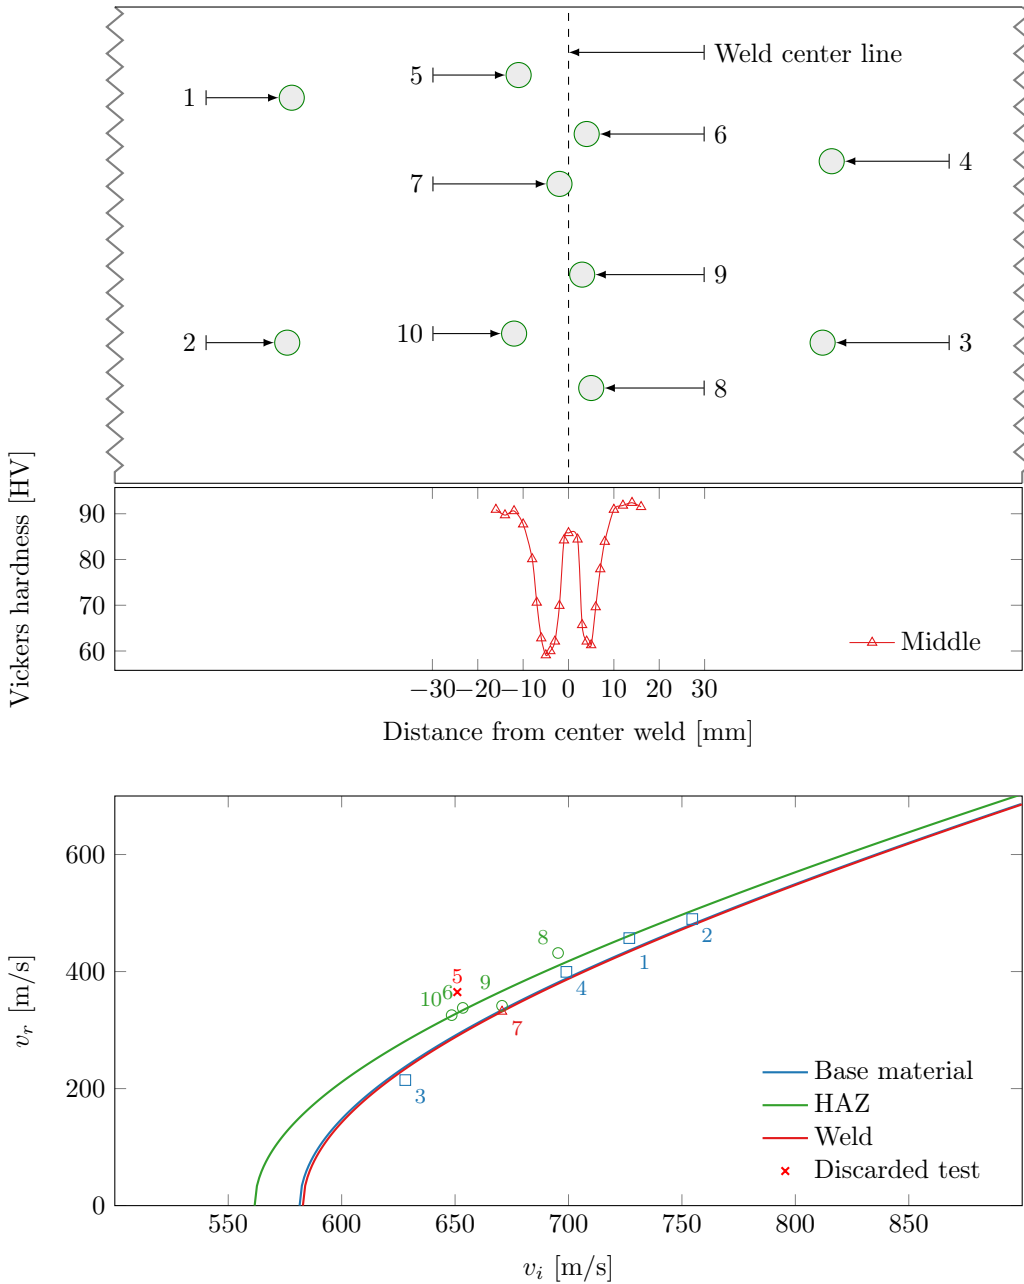 Weld center line
5
1
6
4
7
9
10
2
3
8
Vickers hardness [HV]
90
80
70
60
Middle
−30 −20 −10 0 10 20 30
Distance from center weld [mm]
600
400
200
0
v_r [m/s]
8
2
1
5
9
4
6
10
7
3
Base material
HAZ
Weld
Discarded test
550 600 650 700 750 800 850
v_i [m/s]